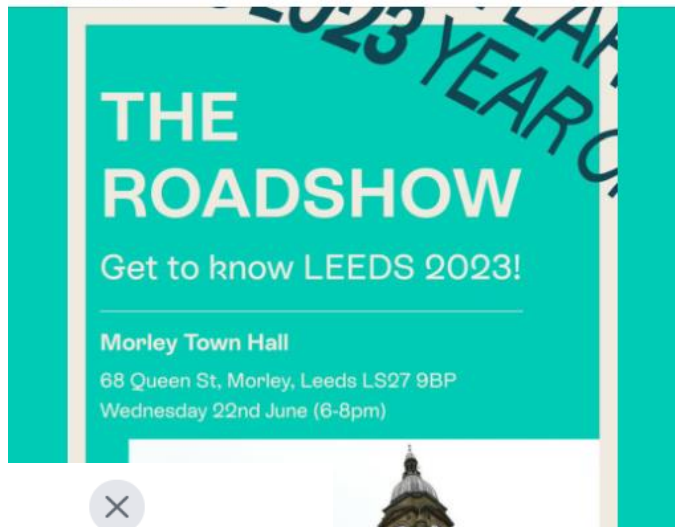 2023 YEAR
YEAR
THE
ROADSHOW
Get to know LEEDS 2023!
Morley Town Hall
68 Queen St, Morley, Leeds LS27 9BP
Wednesday 22nd June (6-8pm)